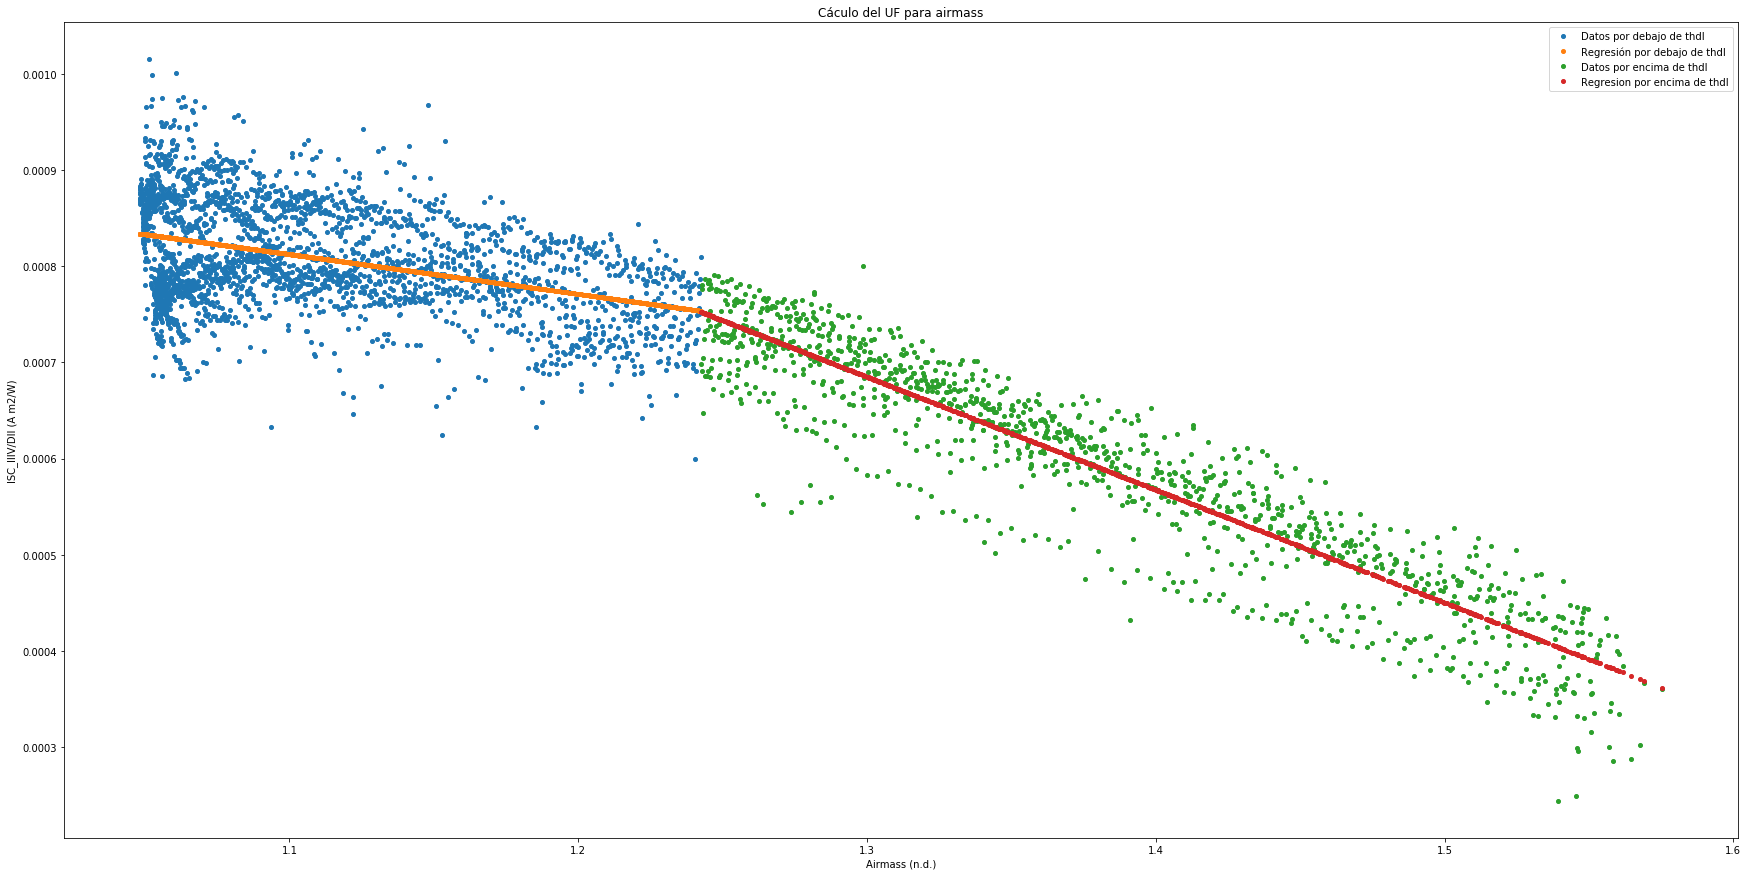 Cáculo del UF para airmass
Datos por debajo de thdl
Regresión por debajo de thdl
Datos por encima de thdl
Regresion por encima de thdl
0.0010
0.0009
0.0008
0.0007
0.0006
0.0005
0.0004
0.0003
ISC_IIIV/DII (A m2/W)
1.1
1.2
1.3
1.4
1.5
1.6
Airmass (n.d.)